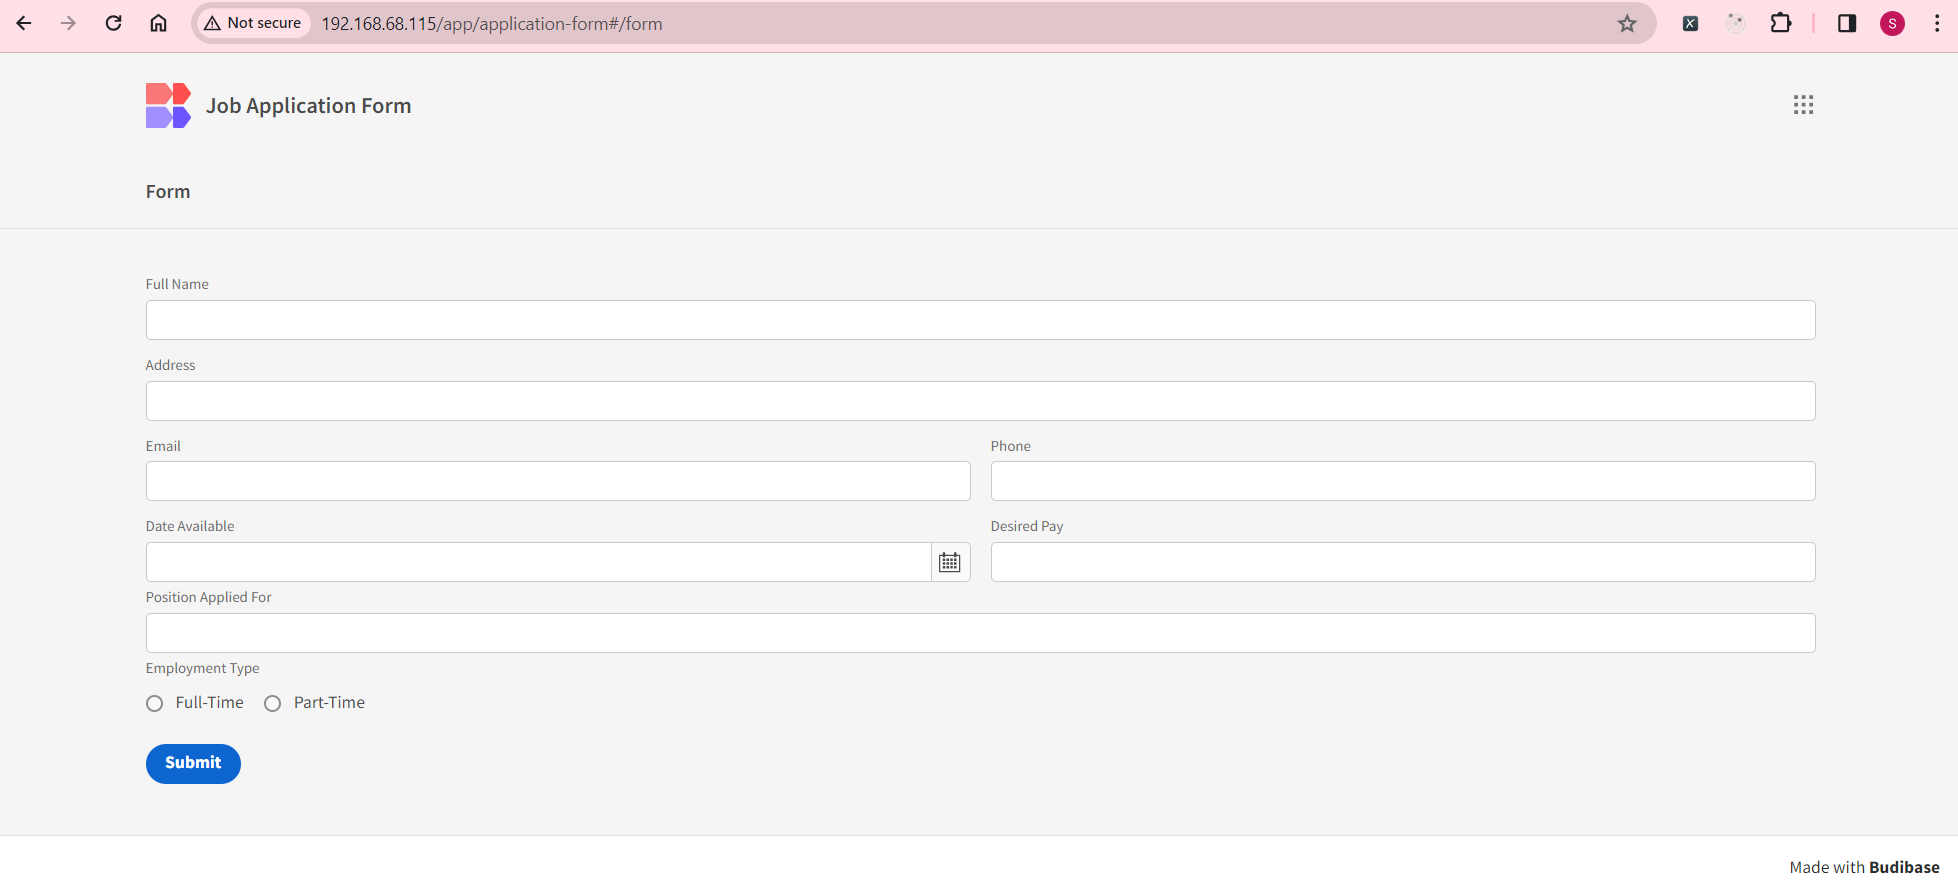 Not secure 192.168.68.115/app/application-form#/form S
Job Application Form
Form
Full Name
Address
Email Phone
Date Available Desired Pay
Position Applied For
Employment Type
Full-Time Part-Time
Submit
Made with Budibase